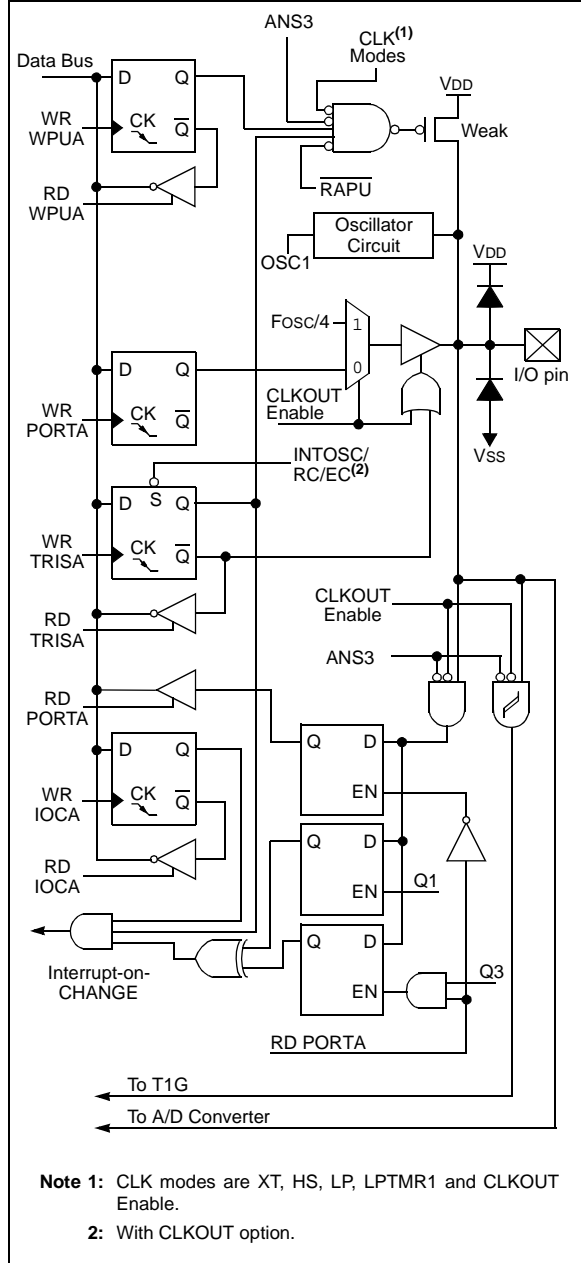 ANS3
CLK(1)
Modes
Data Bus
D Q
VDD
WR
WPUA
CK
Q
Weak
RD
WPUA
RAPU
Oscillator
Circuit
OSC1
VDD
FOSC/4
1
0
D Q
I/O pin
WR
PORTA
CK Q
CLKOUT
Enable
INTOSC/
RC/EC(2)
VSS
D S Q
WR
TRISA
CK
Q
CLKOUT
Enable
RD
TRISA
ANS3
RD
PORTA
Q D
D Q
WR
IOCA
CK
Q
EN
RD
IOCA
Q D
EN
Q1
Q D
Interrupt-on-
CHANGE
Q3
EN
RD PORTA
To T1G
To A/D Converter
Note 1: CLK modes are XT, HS, LP, LPTMR1 and CLKOUT
Enable.
2: With CLKOUT option.